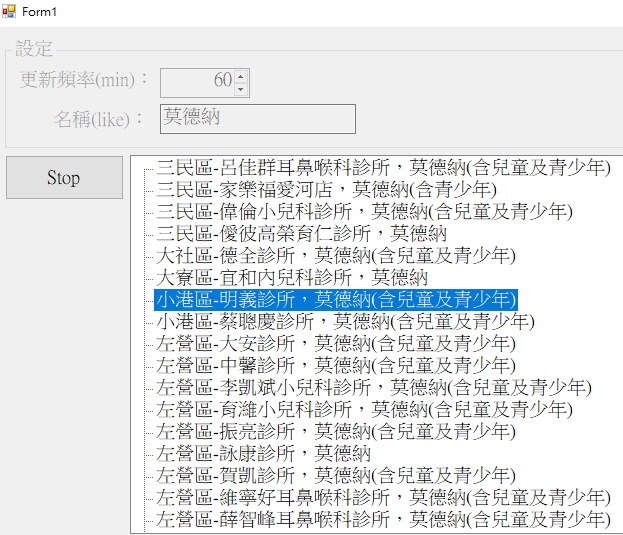 Form1
設定
更新頻率(min)： 60
名稱(like)： 莫德納
Stop
三民區-呂佳群耳鼻喉科診所，莫德納(含兒童及青少年)
三民區-家樂福愛河店，莫德納(含青少年)
三民區-偉倫小兒科診所，莫德納(含兒童及青少年)
三民區-優彼高榮育仁診所，莫德納
大社區-德全診所，莫德納(含兒童及青少年)
大寮區-宜和內兒科診所，莫德納
小港區-明義診所，莫德納(含兒童及青少年)
小港區-蔡聰慶診所，莫德納(含兒童及青少年)
左營區-大安診所，莫德納(含兒童及青少年)
左營區-中馨診所，莫德納(含兒童及青少年)
左營區-李凱斌小兒科診所，莫德納(含兒童及青少年)
左營區-育濰小兒科診所，莫德納(含兒童及青少年)
左營區-振亮診所，莫德納(含兒童及青少年)
左營區-詠康診所，莫德納
左營區-賀凱診所，莫德納(含兒童及青少年)
左營區-維寧好耳鼻喉科診所，莫德納(含兒童及青少年)
左營區-薛智峰耳鼻喉科診所，莫德納(含兒童及青少年)